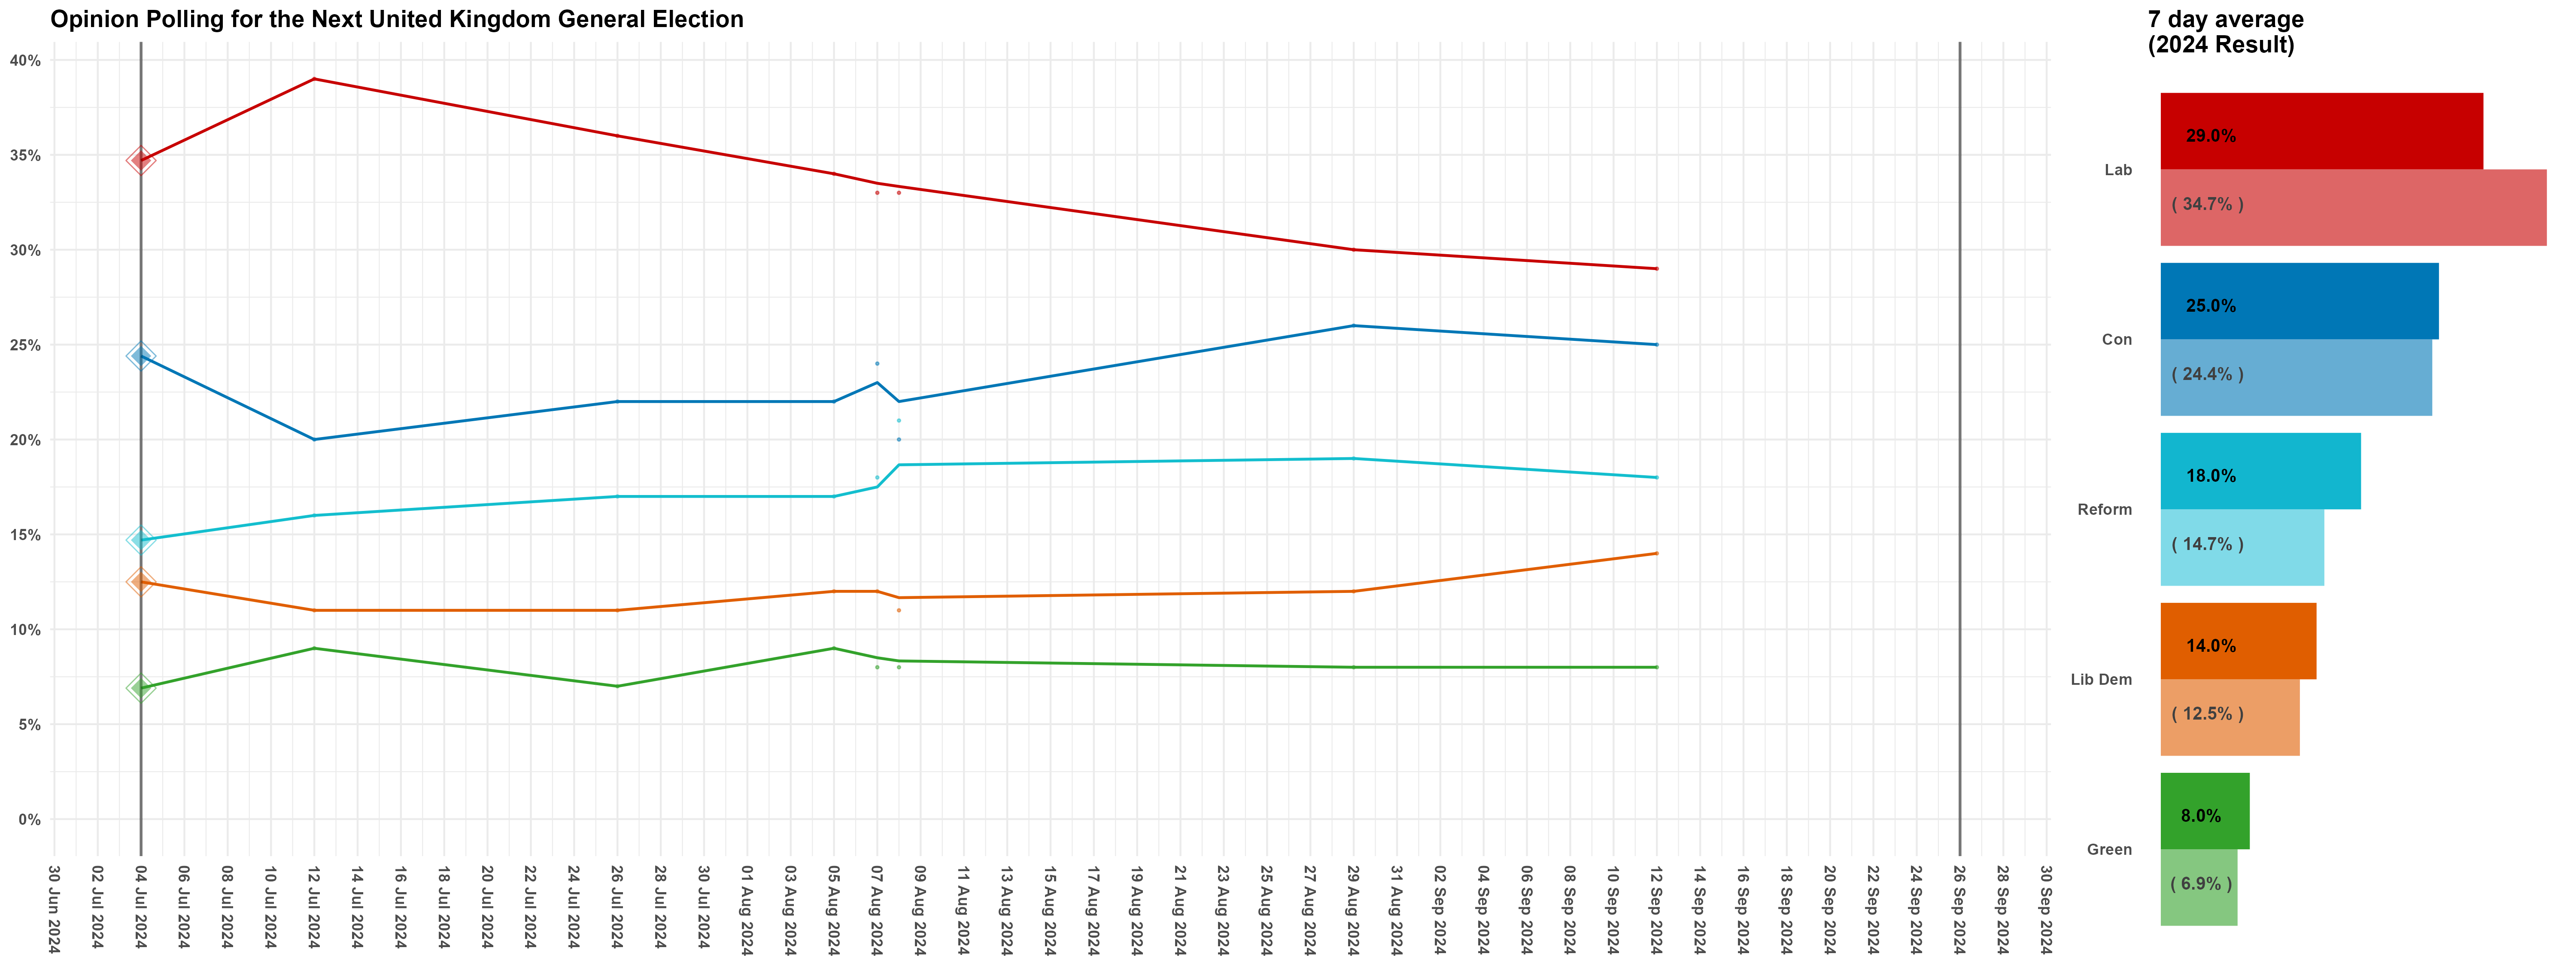 Opinion Polling for the Next United Kingdom General Election
40%
35%
30%
25%
20%
15%
10%
5%
0%
30 Jun 2024
02 Jul 2024
04 Jul 2024
06 Jul 2024
08 Jul 2024
10 Jul 2024
12 Jul 2024
14 Jul 2024
16 Jul 2024
18 Jul 2024
20 Jul 2024
22 Jul 2024
24 Jul 2024
26 Jul 2024
28 Jul 2024
30 Jul 2024
01 Aug 2024
03 Aug 2024
05 Aug 2024
07 Aug 2024
09 Aug 2024
11 Aug 2024
13 Aug 2024
15 Aug 2024
17 Aug 2024
19 Aug 2024
21 Aug 2024
23 Aug 2024
25 Aug 2024
27 Aug 2024
29 Aug 2024
31 Aug 2024
02 Sep 2024
04 Sep 2024
06 Sep 2024
08 Sep 2024
10 Sep 2024
12 Sep 2024
14 Sep 2024
16 Sep 2024
18 Sep 2024
20 Sep 2024
22 Sep 2024
24 Sep 2024
26 Sep 2024
28 Sep 2024
30 Sep 2024
7 day average
(2024 Result)
29.0%
Lab
( 34.7% )
25.0%
Con
( 24.4% )
18.0%
Reform
( 14.7% )
14.0%
Lib Dem
( 12.5% )
8.0%
Green
( 6.9% )